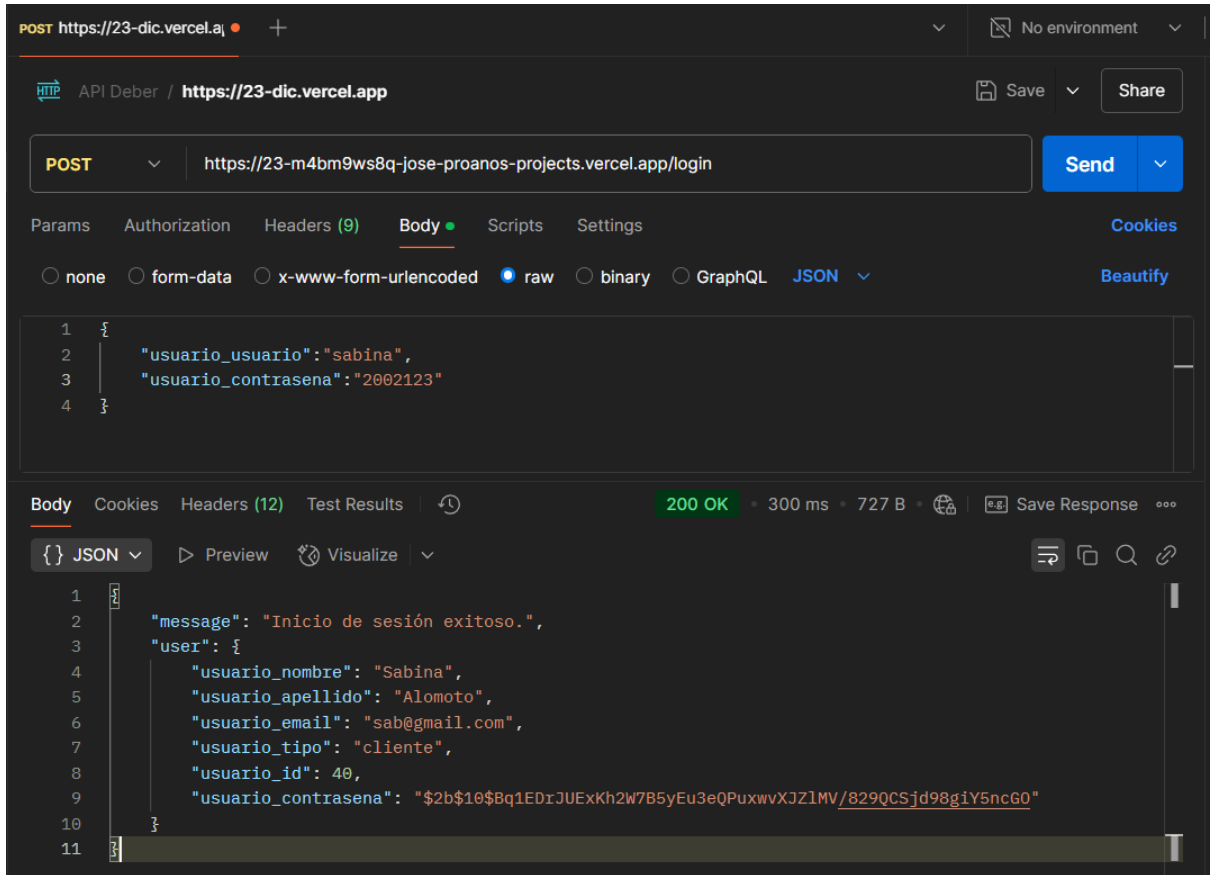 POST https://23-dic.vercel.a
No environment
HTTP API Deber / https://23-dic.vercel.app
Save
Share
POST https://23-m4bm9ws8q-jose-proanos-projects.vercel.app/login
Send
Params Authorization Headers (9) Body Scripts Settings Cookies
none form-data x-www-form-urlencoded raw binary GraphQL JSON Beautify
1 {
2 "usuario_usuario":"sabina",
3 "usuario_contrasena":"2002123"
4 }
Body Cookies Headers (12) Test Results 200 OK • 300 ms • 727 B e.g. Save Response
{} JSON Preview Visualize
1 {
2 "message": "Inicio de sesión exitoso.",
3 "user": {
4 "usuario_nombre": "Sabina",
5 "usuario_apellido": "Alomoto",
6 "usuario_email": "sab@gmail.com",
7 "usuario_tipo": "cliente",
8 "usuario_id": 40,
9 "usuario_contrasena": "$2b$10$Bq1EDrJUExKh2W7B5yEu3eQPuxwvXJZlMV/829QCSjd98giY5ncGO"
10 }
11 }